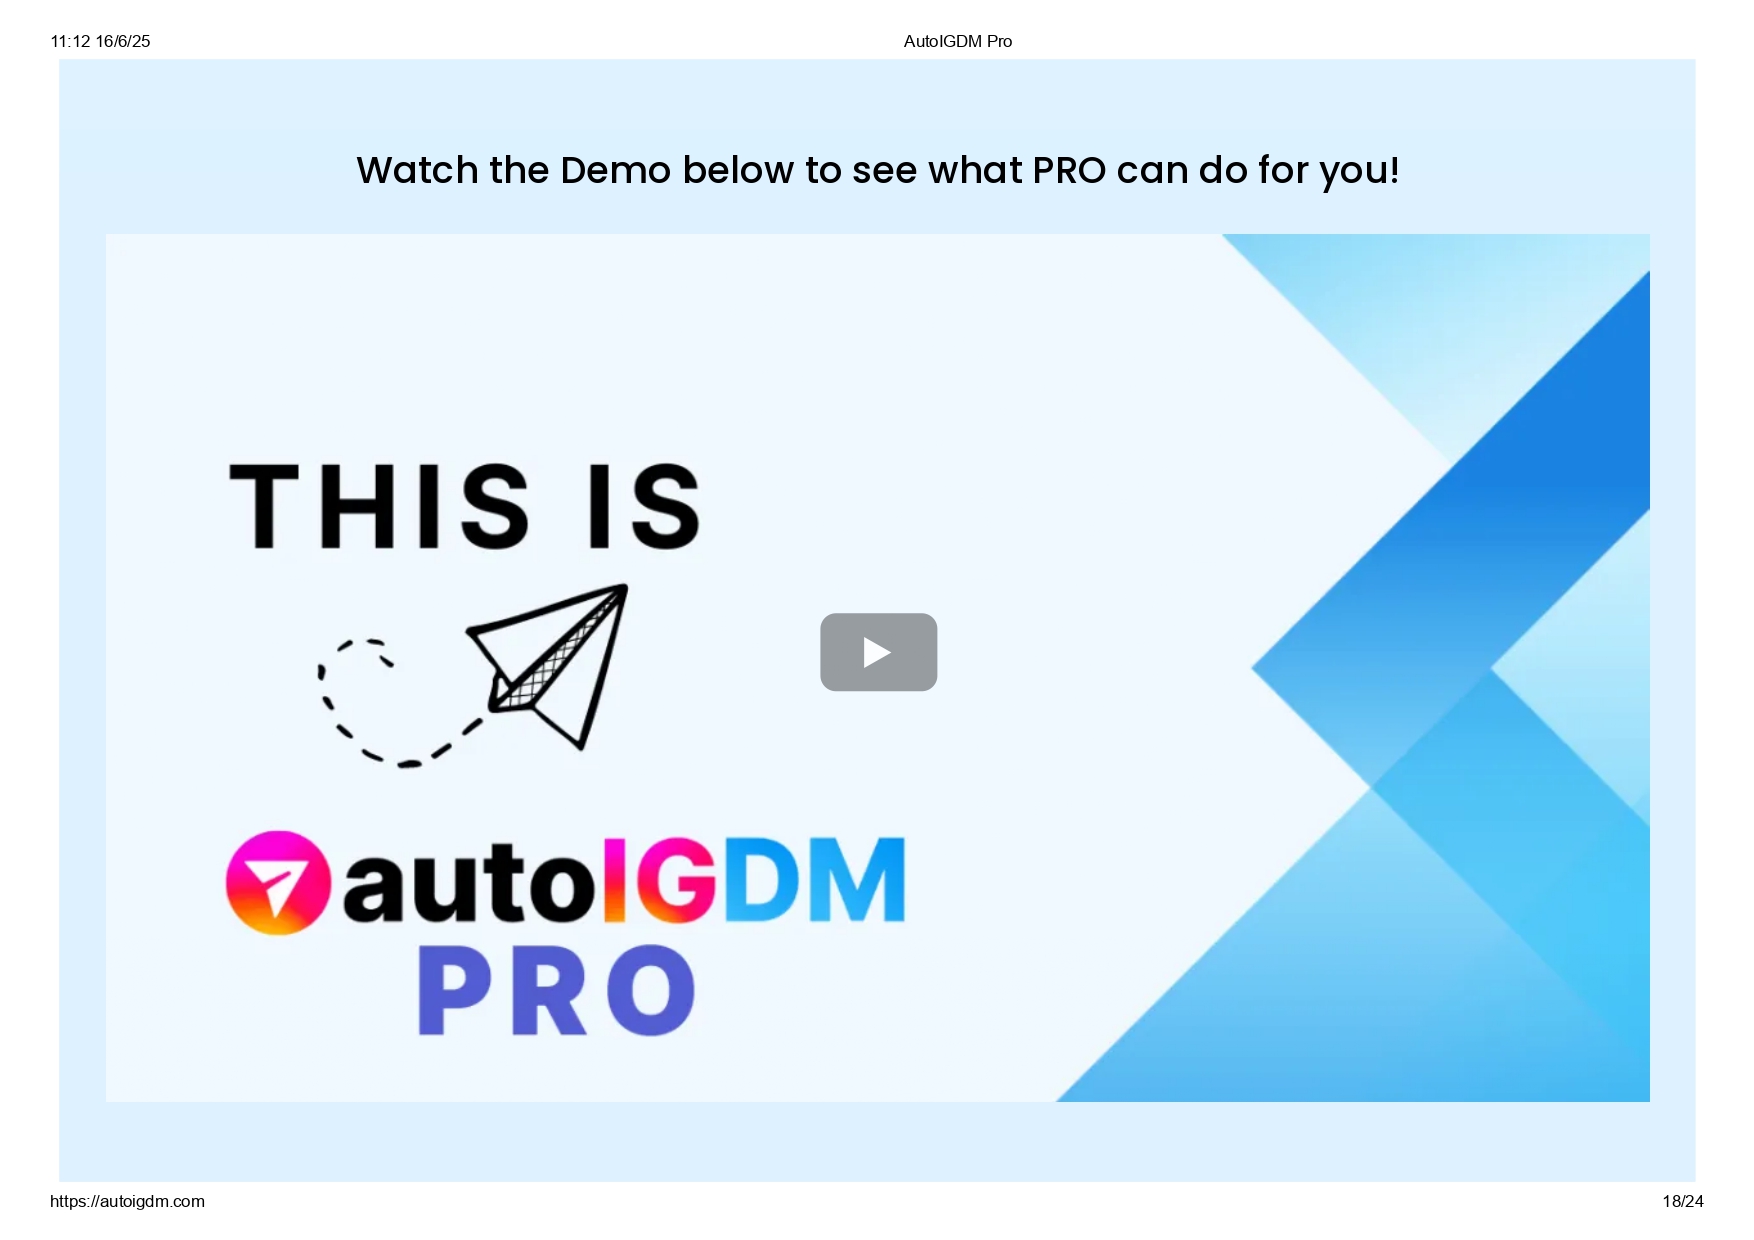 11:12 16/6/25
AutoIGDM Pro
Watch the Demo below to see what PRO can do for you!
THIS IS
autoIGDM
PRO
https://autoigdm.com
18/24